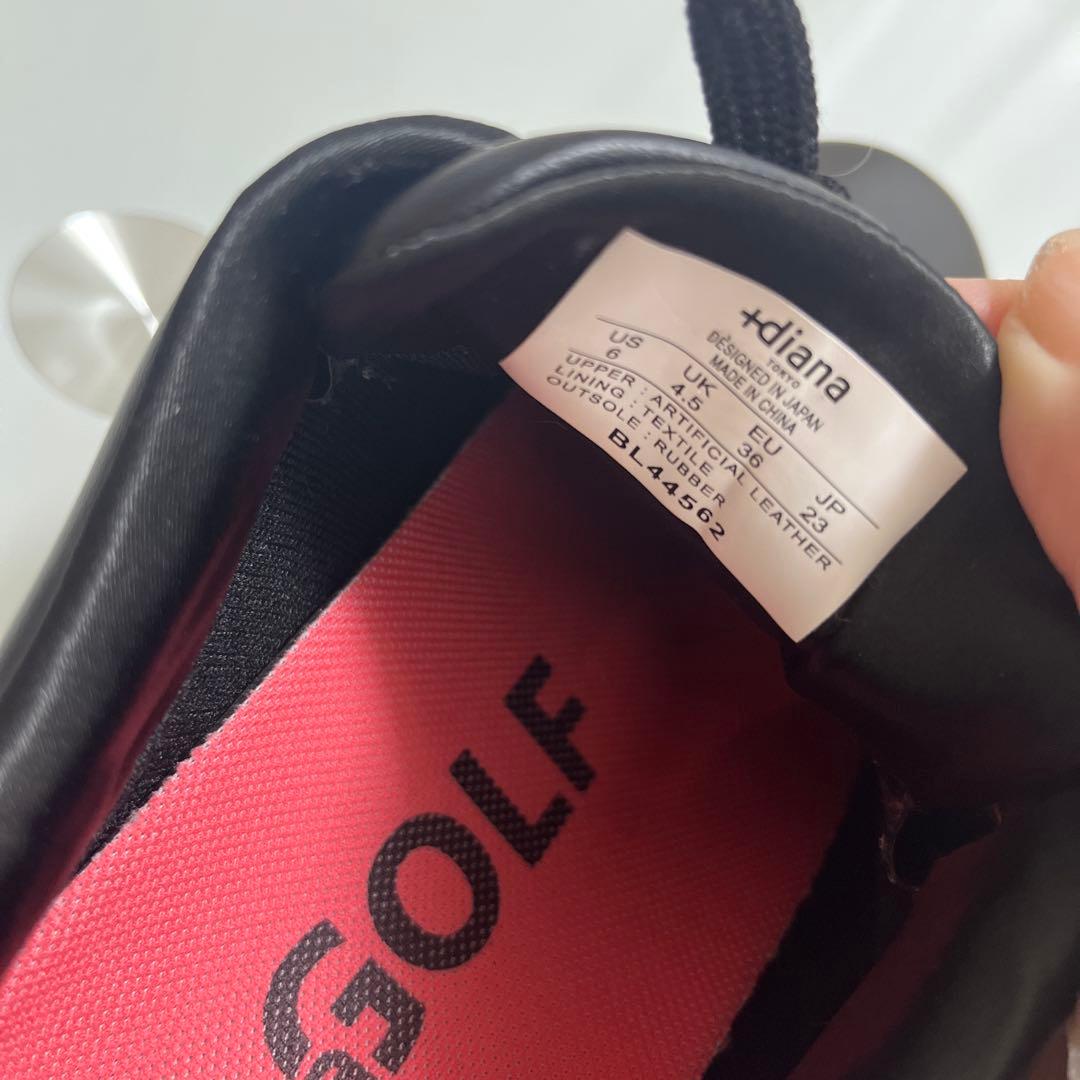 +diana
TOKYO
DESIGNED IN JAPAN
MADE IN CHINA
US UK EU JP
6 4.5 36 23
UPPER : ARTIFICIAL LEATHER
LINING : TEXTILE
OUTSOLE : RUBBER
BL44562
GOLF